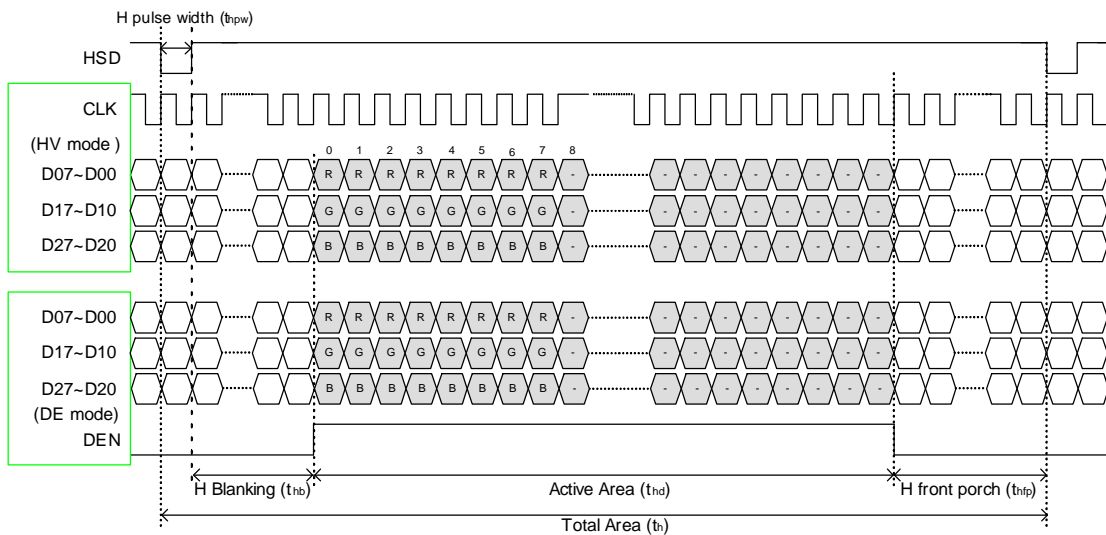 H pulse width (thpw)
HSD
CLK
(HV mode )
0 1 2 3 4 5 6 7 8
D07~D00 R R R R R R R R - - - - - - - - -
D17~D10 G G G G G G G G - - - - - - - - -
D27~D20 B B B B B B B B - - - - - - - - -
D07~D00 R R R R R R R R - - - - - - - -
D17~D10 G G G G G G G G - - - - - - - - -
D27~D20 B B B B B B B B - - - - - - - - -
(DE mode)
DEN
H Blanking (thb) Active Area (thd) H front porch (thfp)
Total Area (th)